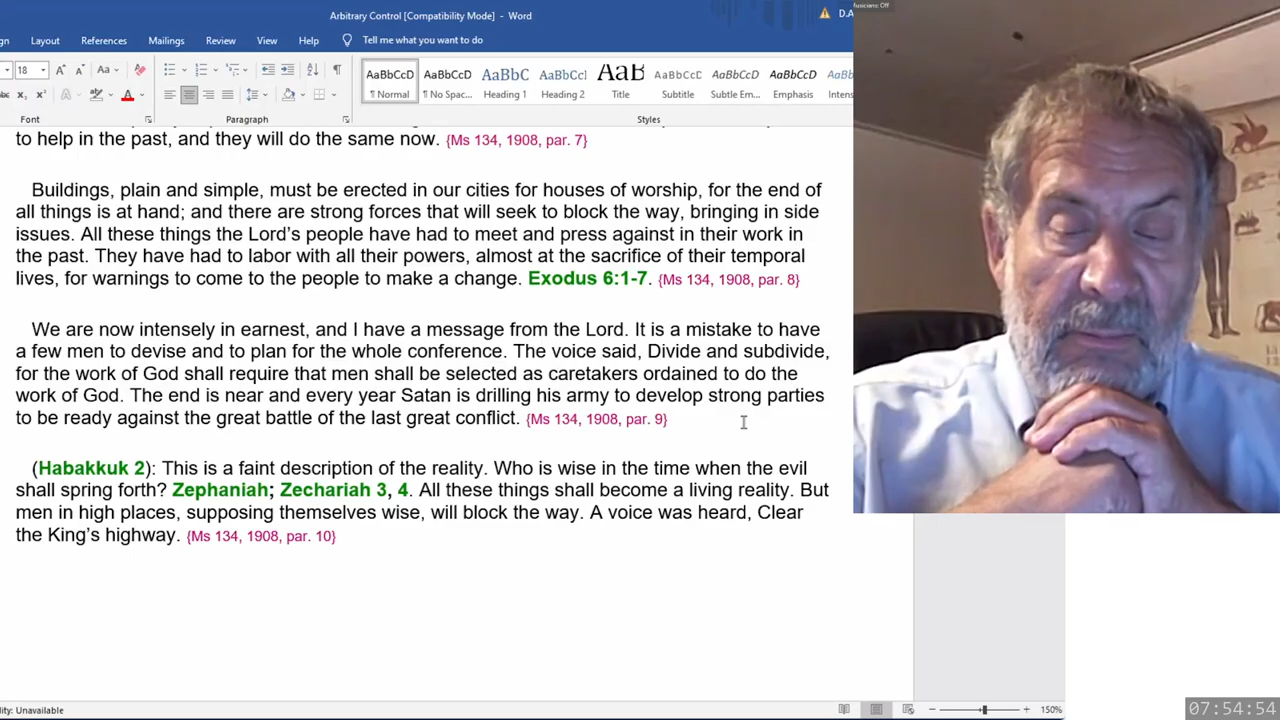 usicians Off
Arbitrary Control [Compatibility Mode] - Word
D.A
gn Layout References Mailings Review View Help Tell me what you want to do
18 Aa
abc X₂ X² A A
AaBbCcD AaBbCcD AaBbC AaBbCcl AaB AaBbCcD AaBbCcD AaBbCcD AaBb
¶ Normal ¶ No Spac... Heading 1 Heading 2 Title Subtitle Subtle Em... Emphasis Intens
Font Paragraph Styles
to help in the past, and they will do the same now. {Ms 134, 1908, par. 7}
Buildings, plain and simple, must be erected in our cities for houses of worship, for the end of
all things is at hand; and there are strong forces that will seek to block the way, bringing in side
issues. All these things the Lord's people have had to meet and press against in their work in
the past. They have had to labor with all their powers, almost at the sacrifice of their temporal
lives, for warnings to come to the people to make a change. Exodus 6:1-7. {Ms 134, 1908, par. 8}
We are now intensely in earnest, and I have a message from the Lord. It is a mistake to have
a few men to devise and to plan for the whole conference. The voice said, Divide and subdivide,
for the work of God shall require that men shall be selected as caretakers ordained to do the
work of God. The end is near and every year Satan is drilling his army to develop strong parties
to be ready against the great battle of the last great conflict. {Ms 134, 1908, par. 9}
(Habakkuk 2): This is a faint description of the reality. Who is wise in the time when the evil
shall spring forth? Zephaniah; Zechariah 3, 4. All these things shall become a living reality. But
men in high places, supposing themselves wise, will block the way. A voice was heard, Clear
the King's highway. {Ms 134, 1908, par. 10}
lity: Unavailable
150%
07:54:54